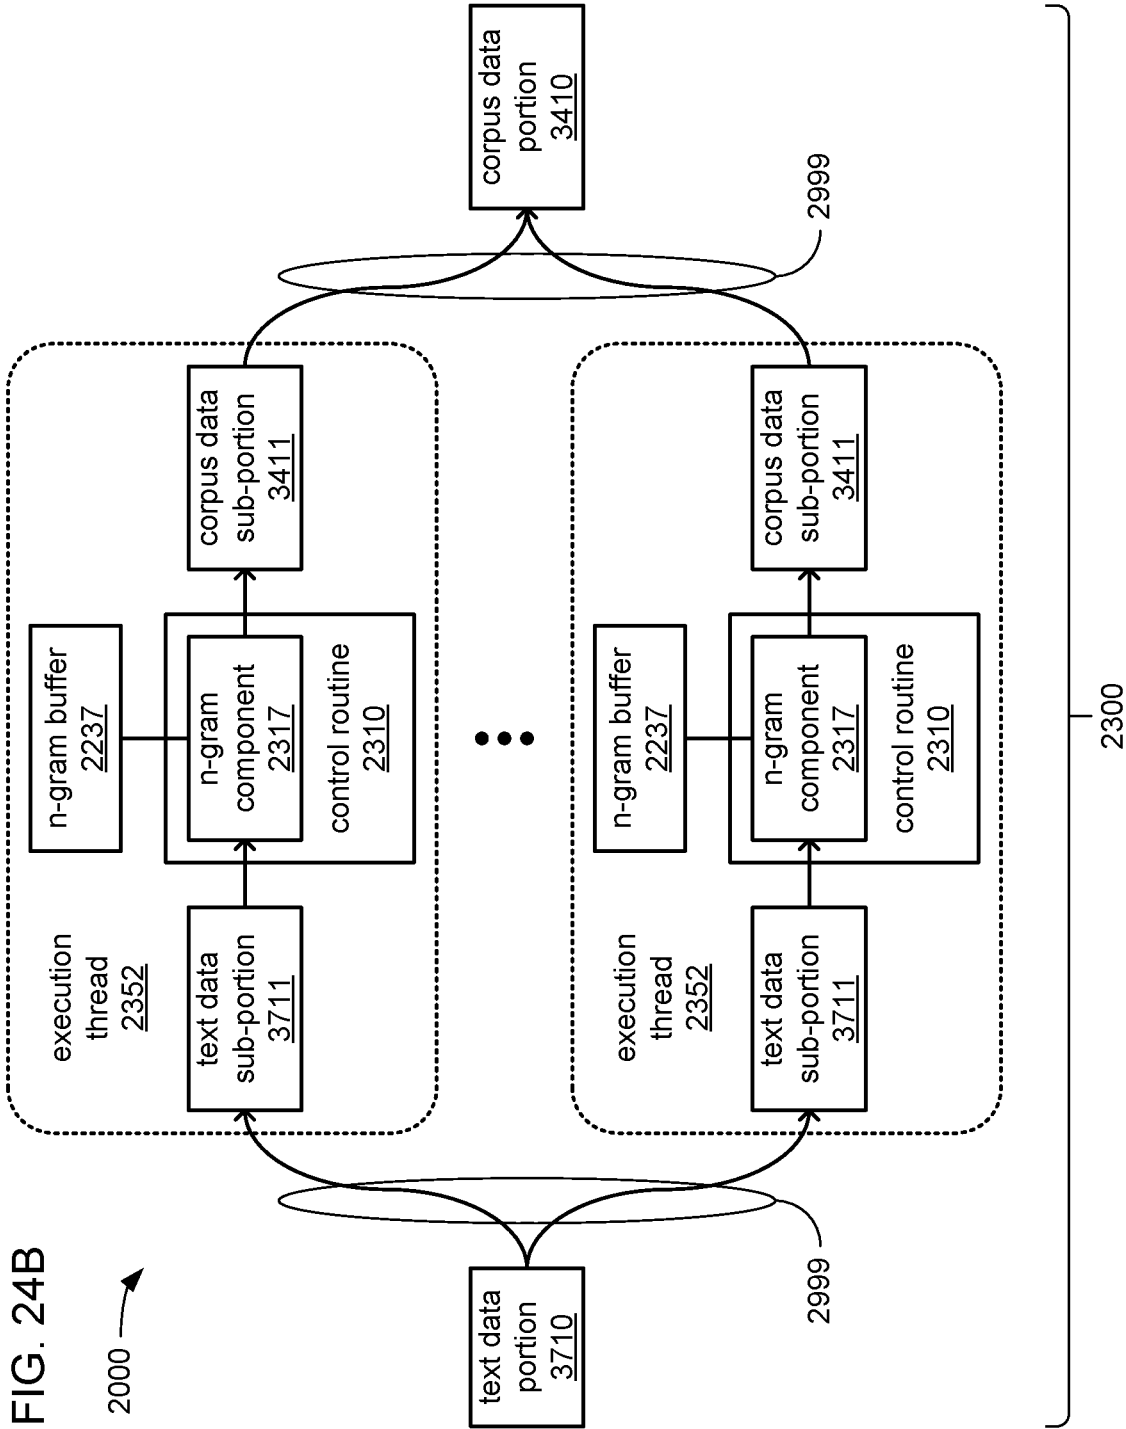 FIG. 24B
2000
text data
portion
3710
2999
execution
thread
2352
text data
sub-portion
3711
n-gram buffer
2237
n-gram
component
2317
control routine
2310
corpus data
sub-portion
3411
execution
thread
2352
text data
sub-portion
3711
n-gram buffer
2237
n-gram
component
2317
control routine
2310
corpus data
sub-portion
3411
2999
corpus data
portion
3410
2300